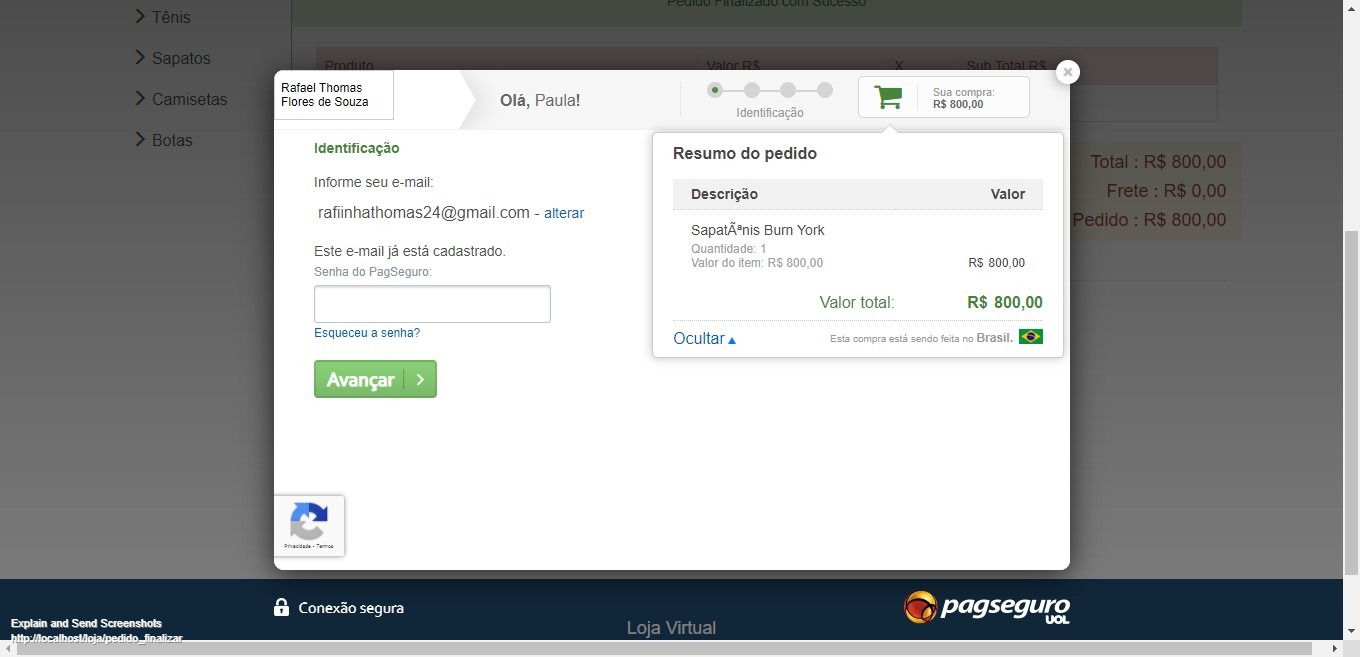 Tênis
Sapatos
Camisetas
Botas
Pedido Finalizado com Sucesso
Produto Valor R$ X Sub Total R$
Total : R$ 800,00
Frete : R$ 0,00
Pedido : R$ 800,00
Rafael Thomas
Flores de Souza
Olá, Paula!
Identificação
Sua compra:
R$ 800,00
Identificação
Informe seu e-mail:
rafiinhathomas24@gmail.com - alterar
Este e-mail já está cadastrado.
Senha do PagSeguro:
Esqueceu a senha?
Avançar
Resumo do pedido
Descrição Valor
SapatÃªnis Burn York
Quantidade: 1
Valor do item: R$ 800,00 R$ 800,00
Valor total: R$ 800,00
Ocultar
Esta compra está sendo feita no Brasil.
Privacidade - Termos
Conexão segura
pagseguro
UOL
Loja Virtual
Explain and Send Screenshots
http://localhost/loja/pedido_finalizar